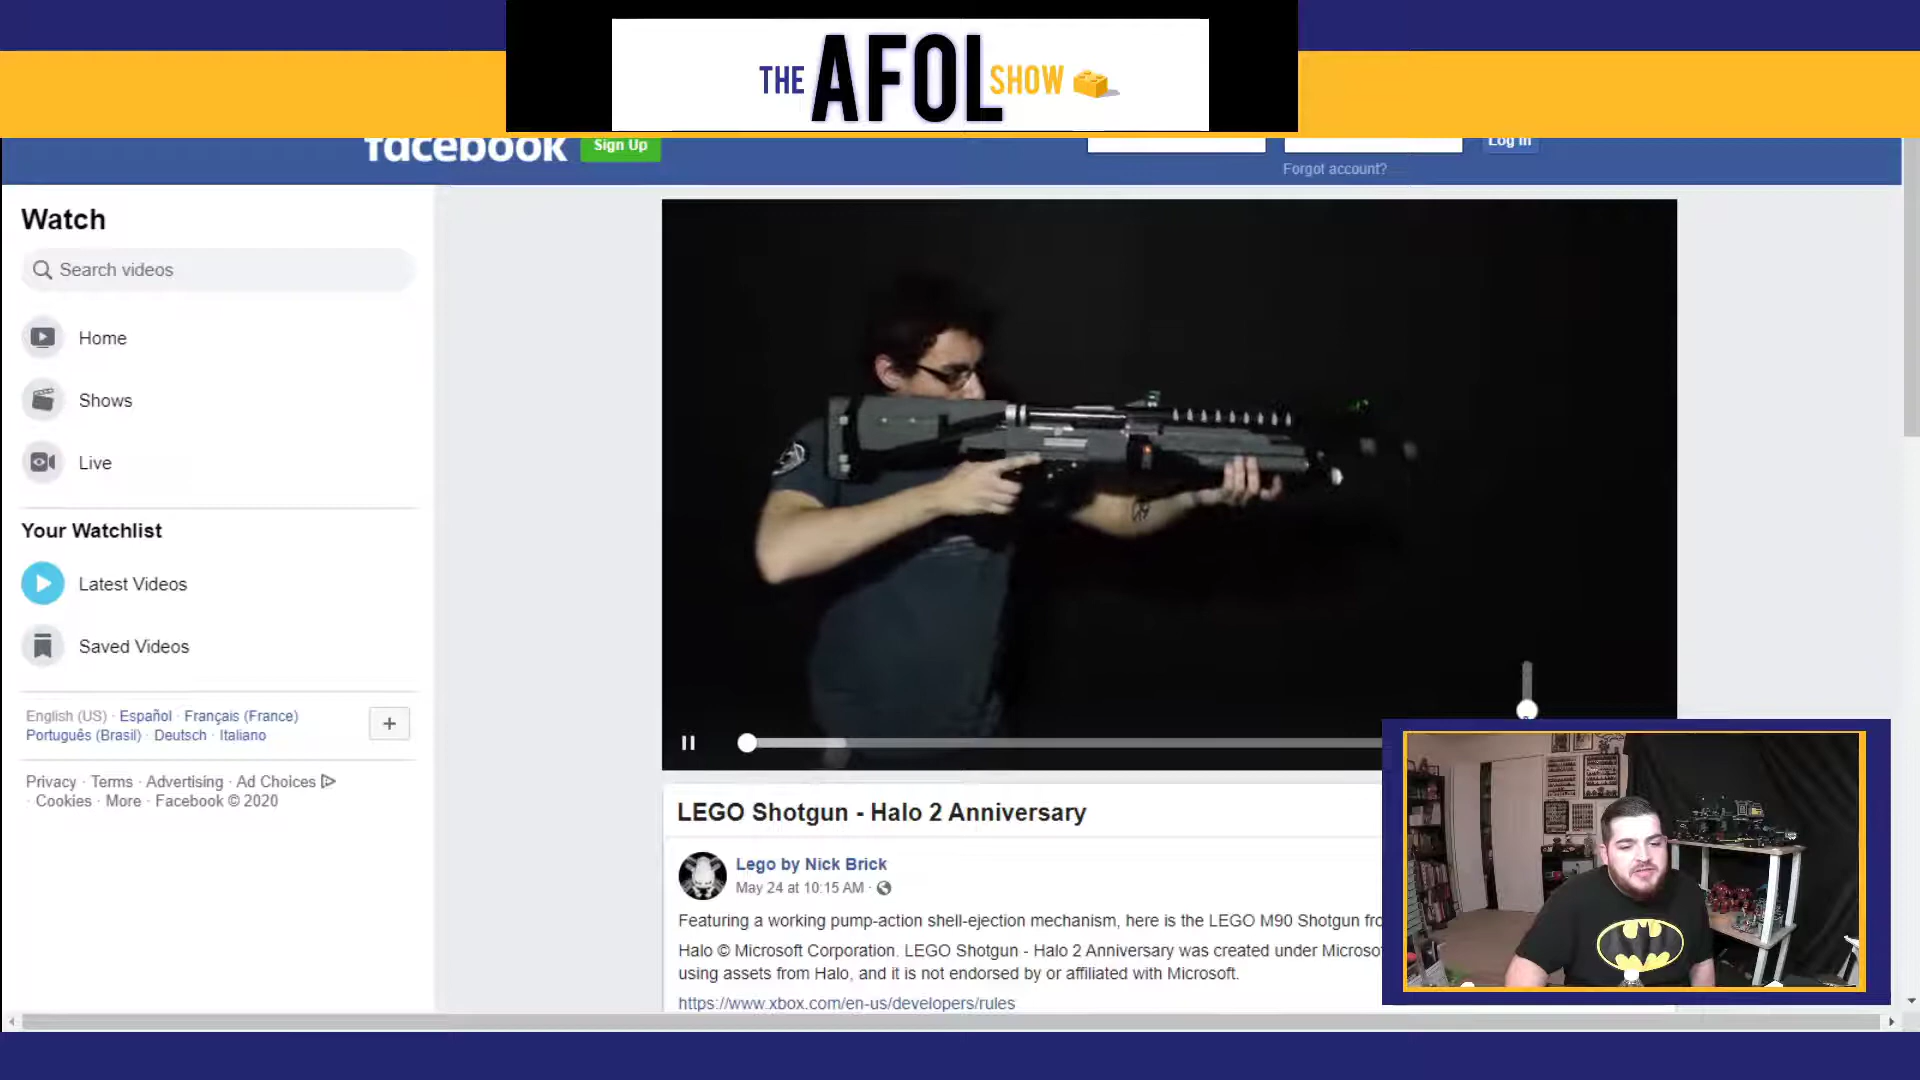 THE AFOL SHOW
facebook
Sign Up
Log In
Forgot account?
Watch
Search videos
Home
Shows
Live
Your Watchlist
Latest Videos
Saved Videos
English (US) · Español · Français (France)
Português (Brasil) · Deutsch · Italiano
+
Privacy · Terms · Advertising · Ad Choices
· Cookies · More · Facebook © 2020
LEGO Shotgun - Halo 2 Anniversary
Lego by Nick Brick
May 24 at 10:15 AM ·
Featuring a working pump-action shell-ejection mechanism, here is the LEGO M90 Shotgun
Halo © Microsoft Corporation. LEGO Shotgun - Halo 2 Anniversary was created under
using assets from Halo, and it is not endorsed by or affiliated with Microsoft.
https://www.xbox.com/en-us/developers/rules